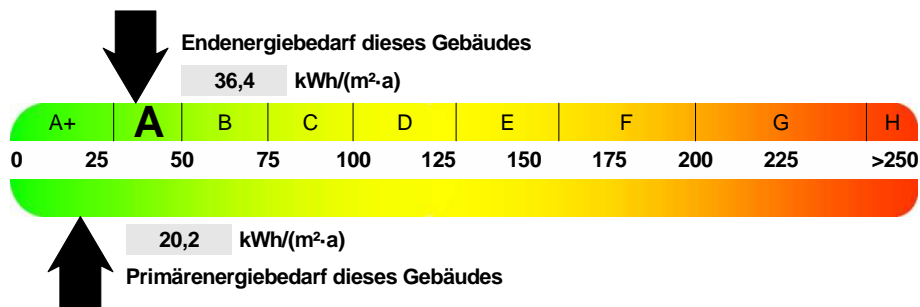 Endenergiebedarf dieses Gebäudes
36,4 kWh/(m²·a)
A+ A B C D E F G H
0 25 50 75 100 125 150 175 200 225 >250
20,2 kWh/(m²·a)
Primärenergiebedarf dieses Gebäudes